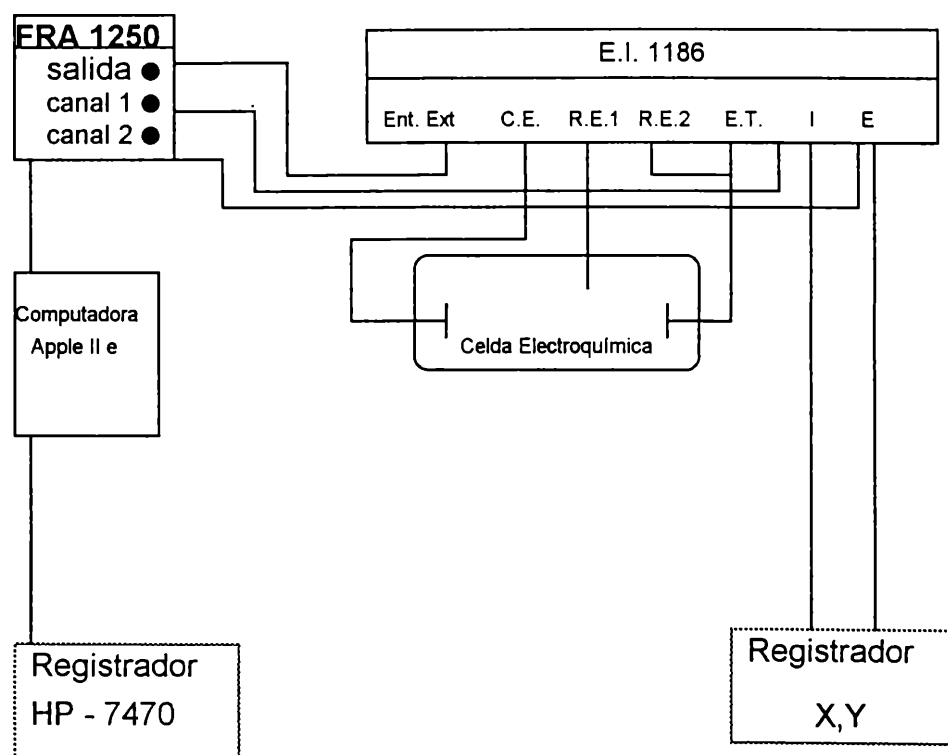 FRA 1250
salida
canal 1
canal 2
E.I. 1186
Ent. Ext C.E. R.E.1 R.E.2 E.T. I E
Computadora
Apple II e
Celda Electroquímica
Registrador
HP - 7470
Registrador
X,Y